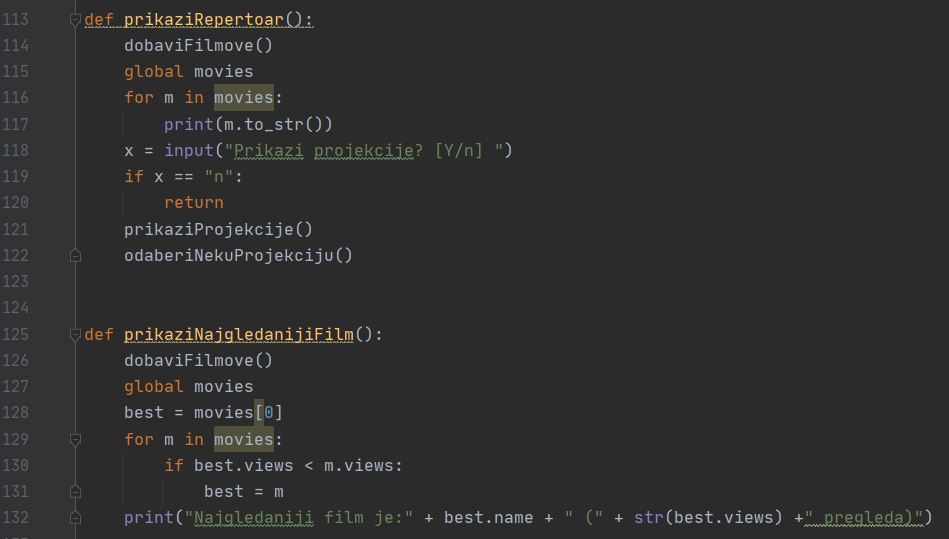 113 def prikaziRepertoar():
114     dobaviFilmove()
115     global movies
116     for m in movies:
117         print(m.to_str())
118     x = input("Prikazi projekcije? [Y/n] ")
119     if x == "n":
120         return
121     prikaziProjekcije()
122     odaberiNekuProjekciju()
123
124
125 def prikaziNajgledanijiFilm():
126     dobaviFilmove()
127     global movies
128     best = movies[0]
129     for m in movies:
130         if best.views < m.views:
131             best = m
132     print("Najgledaniji film je:" + best.name + " (" + str(best.views) +" pregleda)")